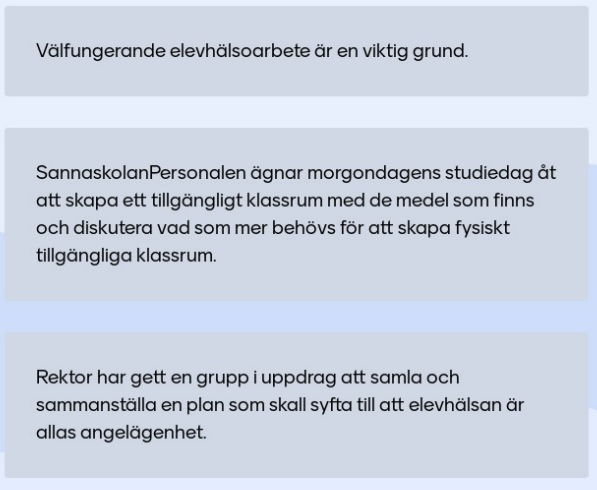 Välfungerande elevhälsoarbete är en viktig grund.
SannaskolanPersonalen ägnar morgondagens studiedag åt
att skapa ett tillgängligt klassrum med de medel som finns
och diskutera vad som mer behövs för att skapa fysiskt
tillgängliga klassrum.
Rektor har gett en grupp i uppdrag att samla och
sammanställa en plan som skall syfta till att elevhälsan är
allas angelägenhet.